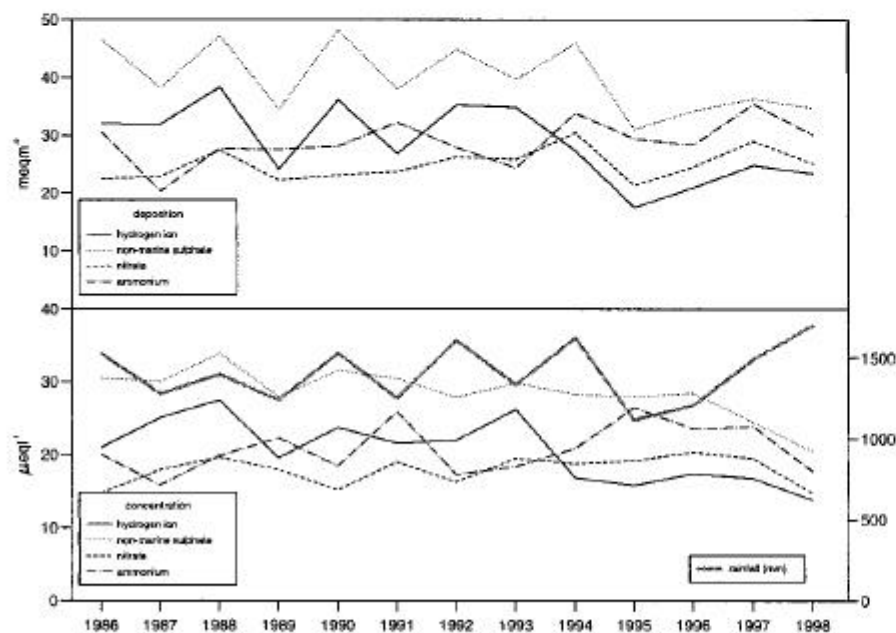 50
40
30
20
10
meqm²
deposition
hydrogen ion
non-marine sulphate
nitrate
ammonium
40
30
20
10
0
µeql⁻¹
1500
1000
500
0
concentration
hydrogen ion
non-marine sulphate
nitrate
ammonium
rainfall (mm)
1986 1987 1988 1989 1990 1991 1992 1993 1994 1995 1996 1997 1998